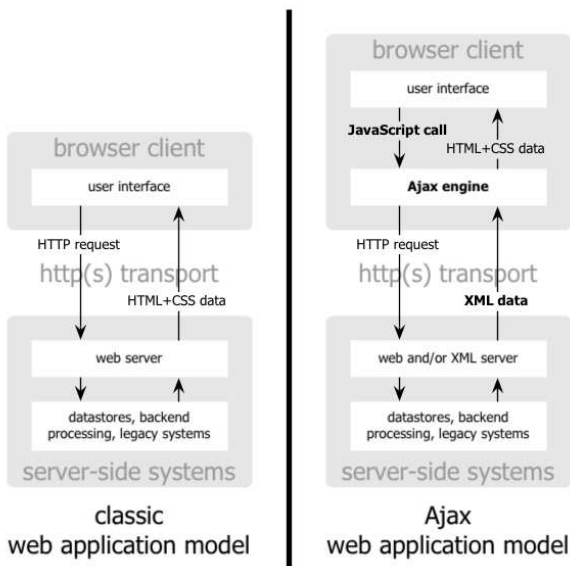 browser client
user interface
HTTP request
http(s) transport
HTML+CSS data
web server
datastores, backend
processing, legacy systems
server-side systems
classic
web application model
browser client
user interface
JavaScript call
HTML+CSS data
Ajax engine
HTTP request
http(s) transport
XML data
web and/or XML server
datastores, backend
processing, legacy systems
server-side systems
Ajax
web application model